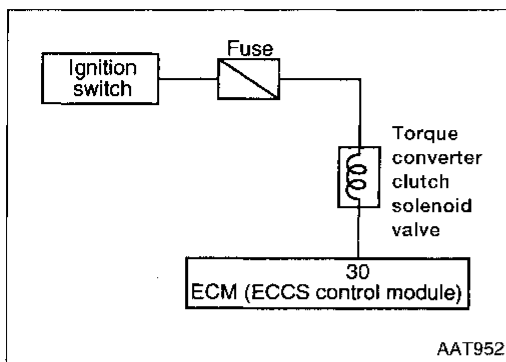 Ignition
switch
Fuse
Torque
converter
clutch
solenoid
valve
30
ECM (ECCS control module)
AAT952